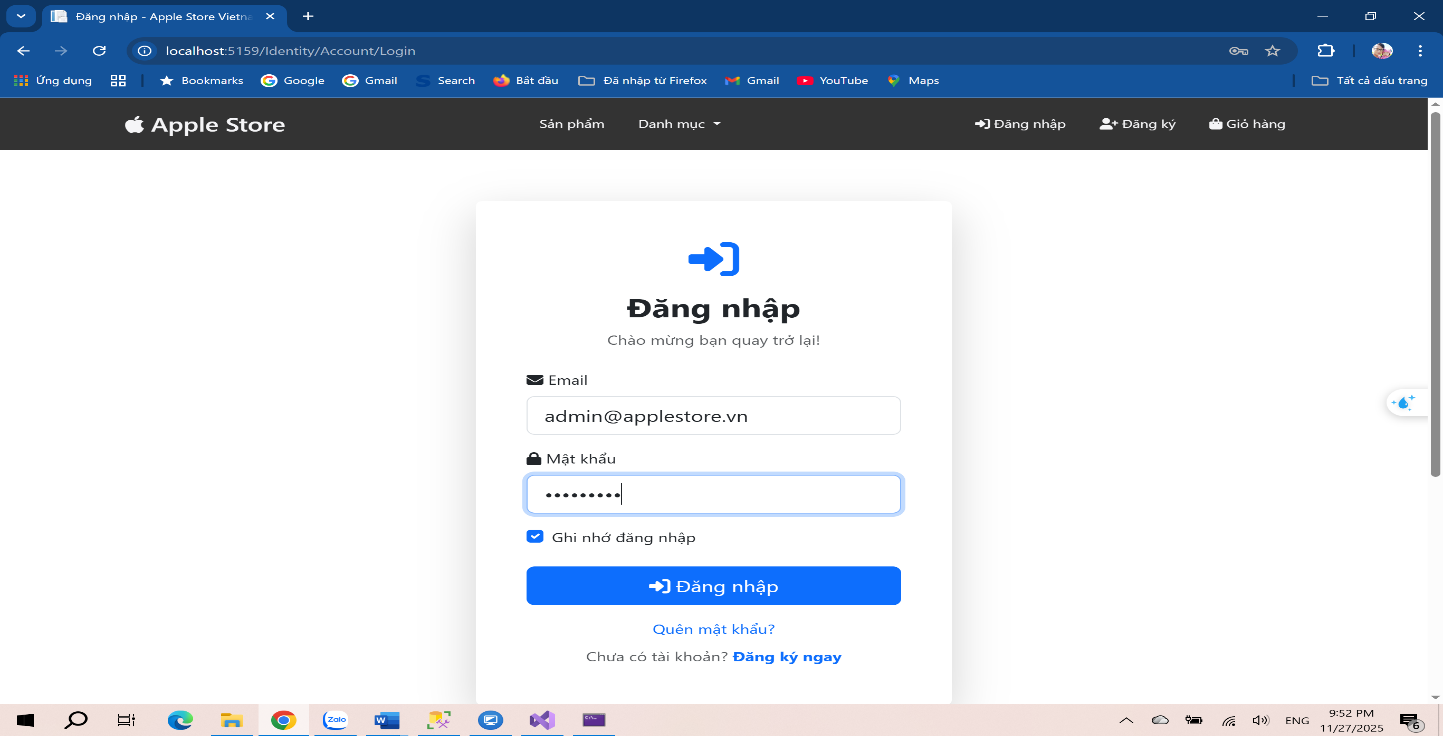 Đăng nhập - Apple Store Vietna
localhost:5159/Identity/Account/Login
Ứng dụng Bookmarks Google Gmail Search Bắt đầu Đã nhập từ Firefox Gmail YouTube Maps Tất cả dấu trang
Apple Store Sản phẩm Danh mục Đăng nhập Đăng ký Giỏ hàng
Đăng nhập
Chào mừng bạn quay trở lại!
Email
admin@applestore.vn
Mật khẩu
•••••••••
Ghi nhớ đăng nhập
Đăng nhập
Quên mật khẩu?
Chưa có tài khoản? Đăng ký ngay
Zalo
ENG
9:52 PM
11/27/2025
6